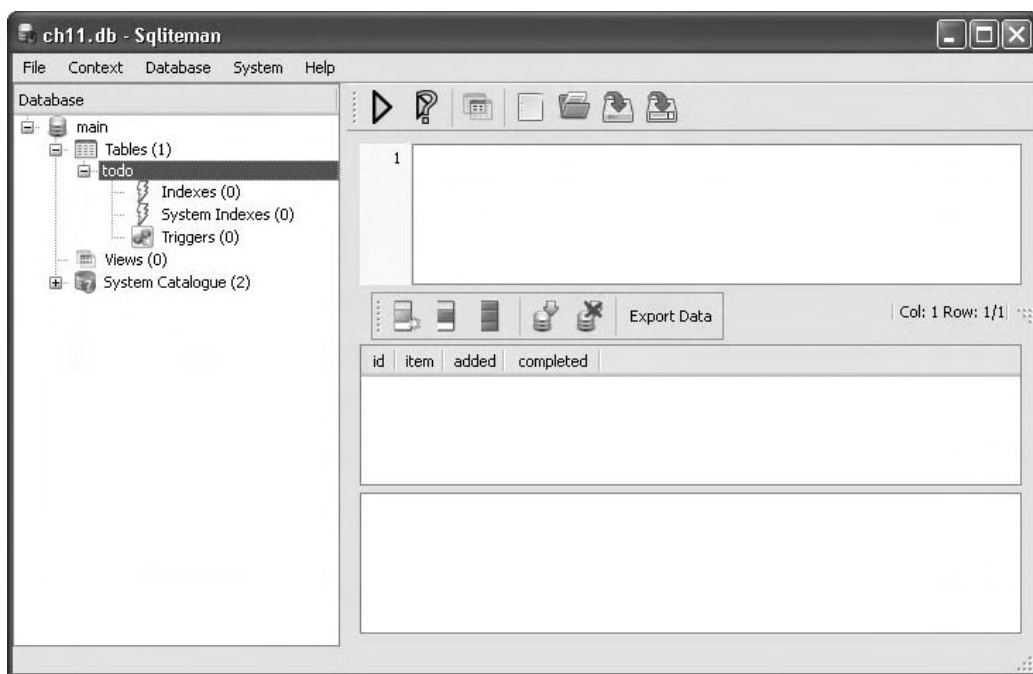 ch11.db - Sqliteman
File Context Database System Help
Database
main
Tables (1)
todo
Indexes (0)
System Indexes (0)
Triggers (0)
Views (0)
System Catalogue (2)
1
Export Data
Col: 1 Row: 1/1
id item added completed